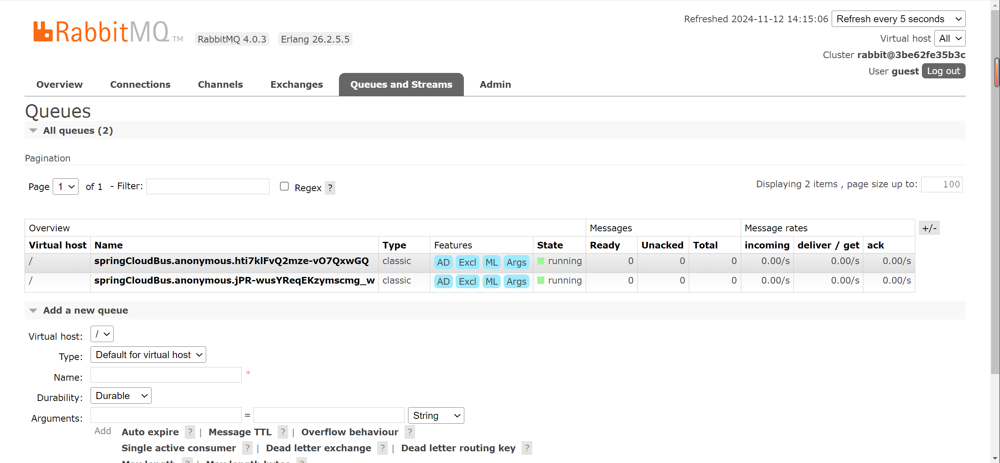 RabbitMQ TM RabbitMQ 4.0.3 Erlang 26.2.5.5
Refreshed 2024-11-12 14:15:06 Refresh every 5 seconds
Virtual host All
Cluster rabbit@3be62fe35b3c
User guest Log out
Overview Connections Channels Exchanges Queues and Streams Admin
Queues
All queues (2)
Pagination
Page 1 of 1 - Filter: Regex ? Displaying 2 items , page size up to: 100
Overview Messages Message rates +/-
Virtual host Name Type Features State Ready Unacked Total incoming deliver / get ack
/ springCloudBus.anonymous.hti7klFvQ2mze-vO7QxwGQ classic AD Excl ML Args running 0 0 0 0.00/s 0.00/s 0.00/s
/ springCloudBus.anonymous.jPR-wusYReqEKzymscmg_w classic AD Excl ML Args running 0 0 0 0.00/s 0.00/s 0.00/s
Add a new queue
Virtual host: /
Type: Default for virtual host
Name: *
Durability: Durable
Arguments: = String
Add Auto expire ? | Message TTL ? | Overflow behaviour ?
Single active consumer ? | Dead letter exchange ? | Dead letter routing key ?
Max length ? | Max length bytes ?